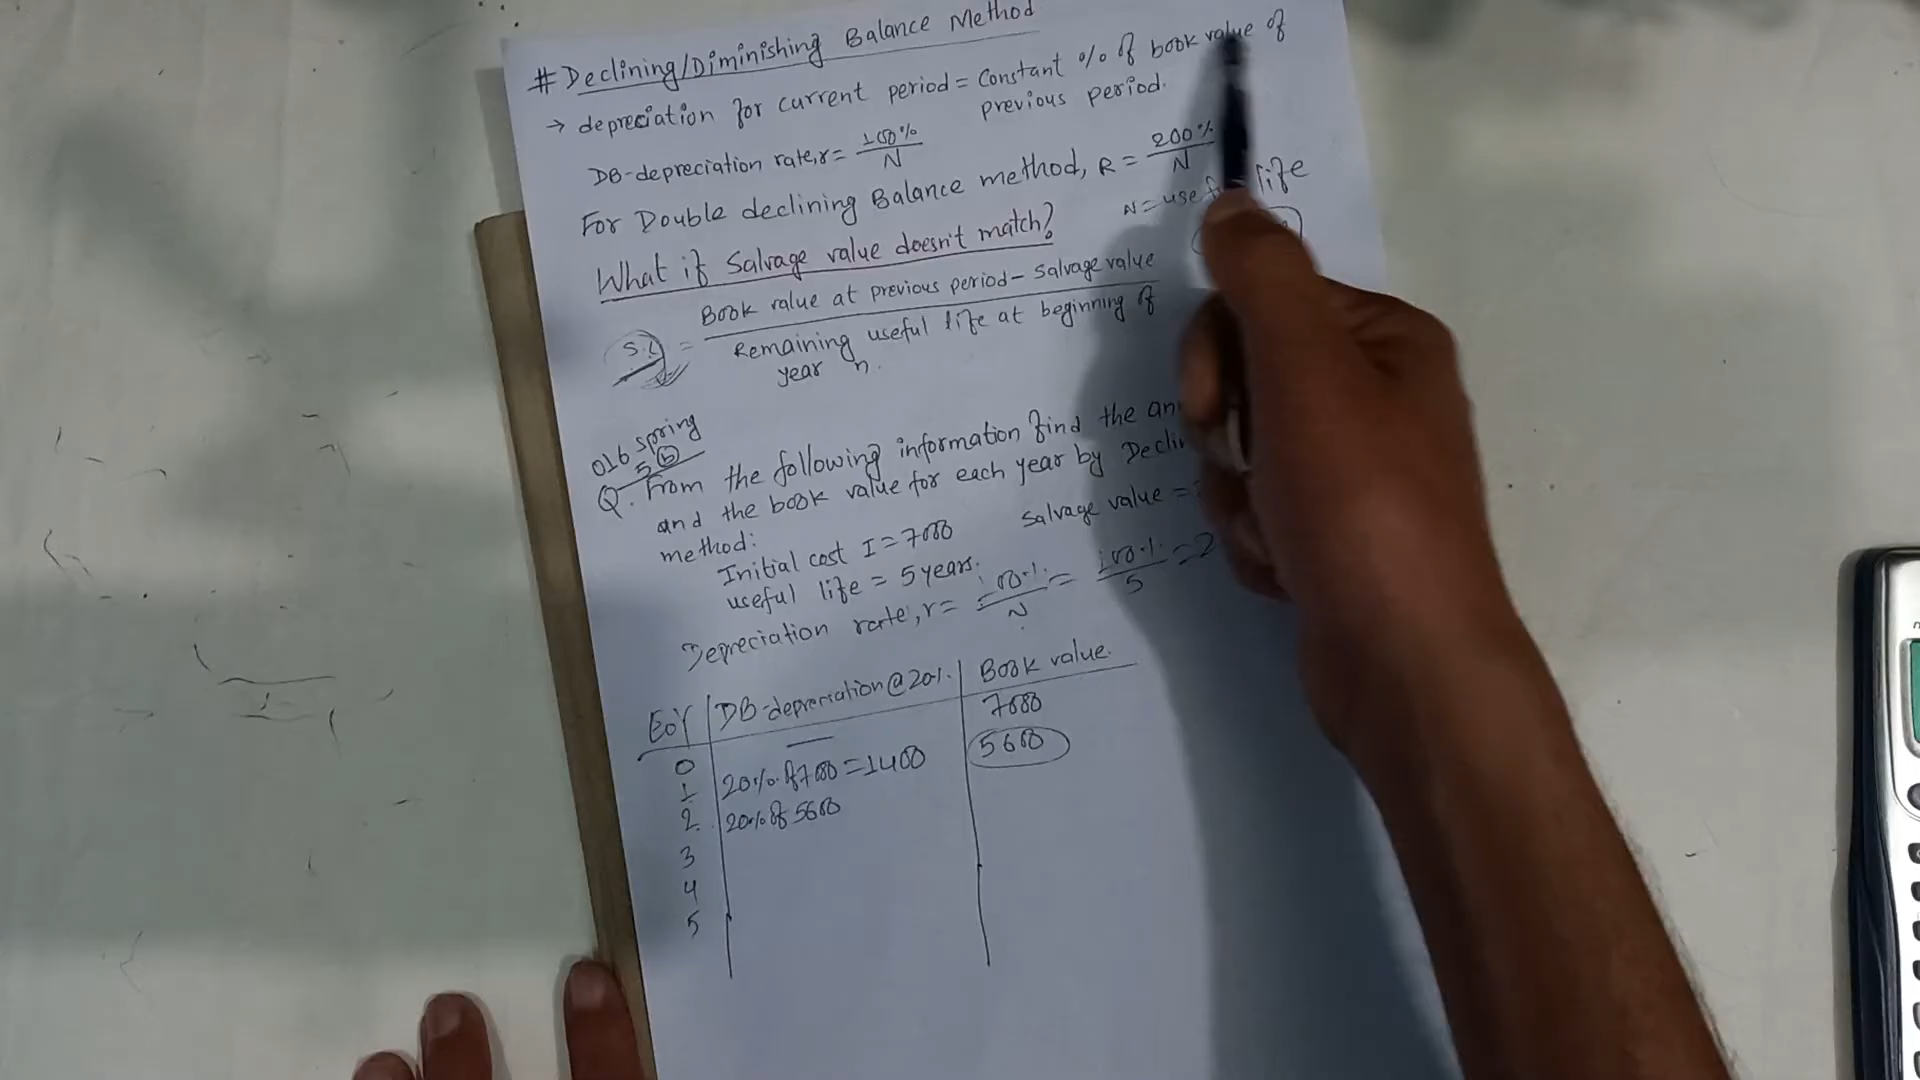 # Declining/Diminishing Balance Method
→ depreciation for current period = Constant % of book value of
previous period.
DB-depreciation rate, r = 100% / N
For Double declining Balance method, R = 200% / N
N = useful life
What if Salvage value doesn't match?
S.L = Book value at previous period - Salvage value
Remaining useful life at beginning of
year n.
016 spring
5 b
Q. From the following information find the
and the book value for each year by
method:
Initial cost I = 7000 Salvage value =
useful life = 5 years.
Depreciation rate, r = 100% / N = 100% / 5 =
EOY DB-depreciation @ 20%. Book value.
0 — 7000
1 20% of 7000 = 1400 5600
2. 20% of 5600
3
4
5